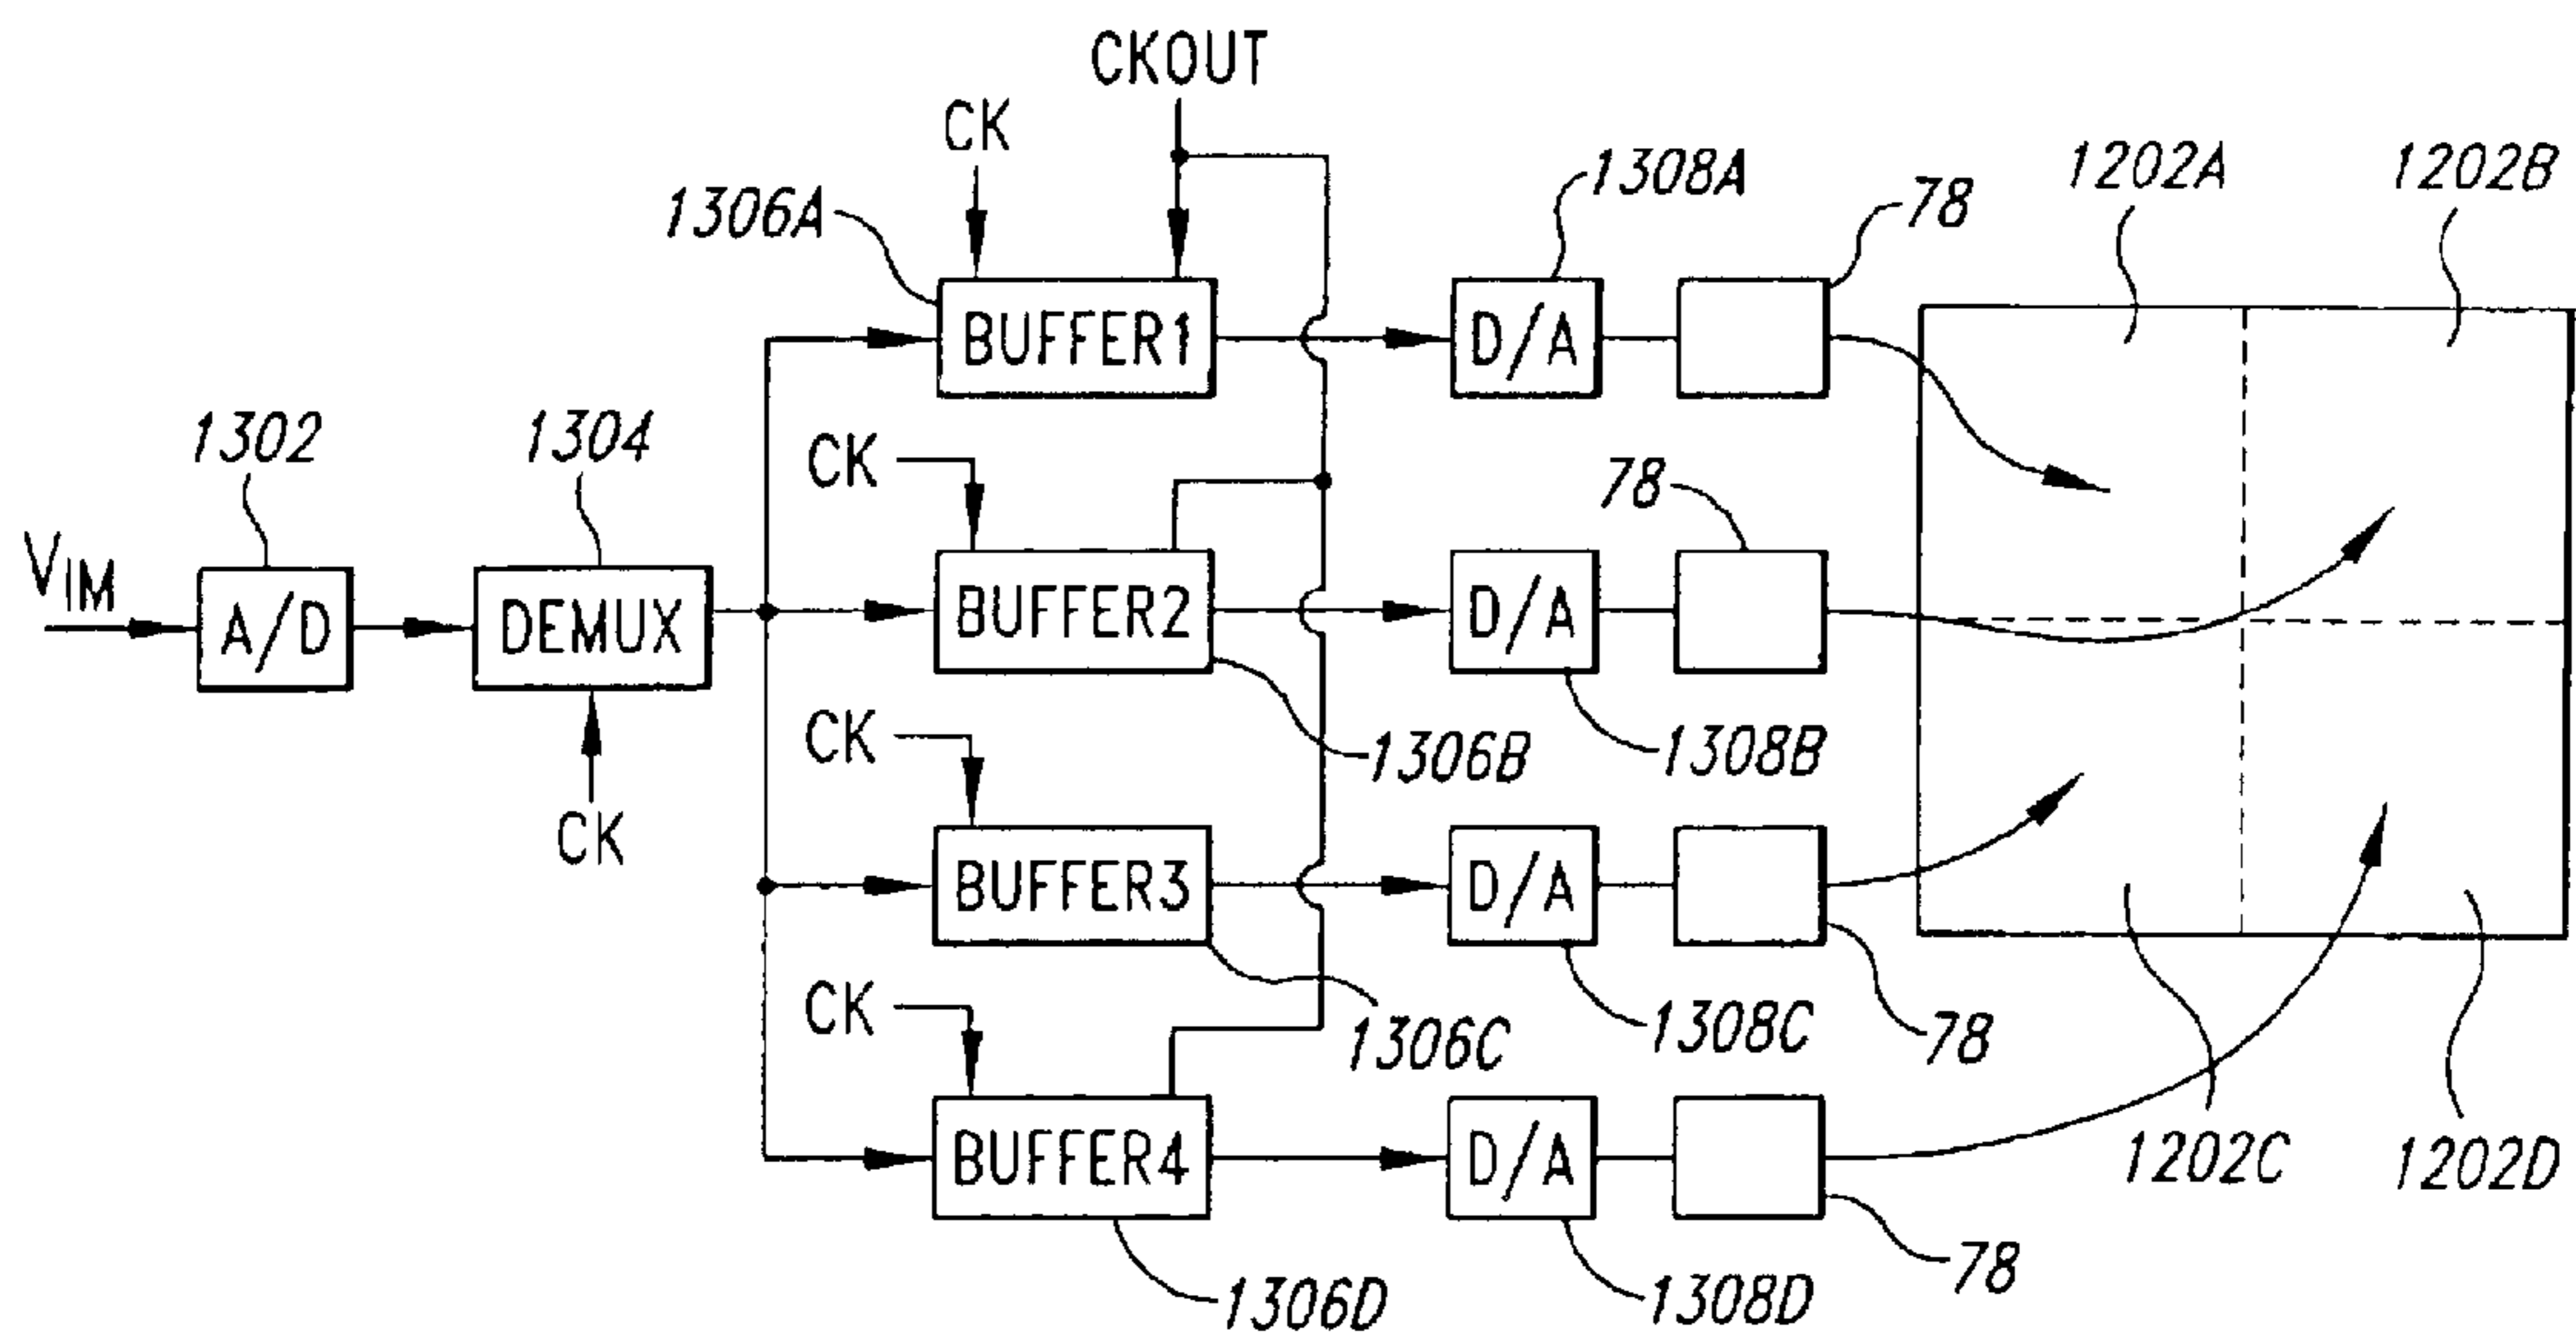 CKOUT
CK
1306A
1308A
78
1202A
1202B
BUFFER1
D/A
1302
1304
CK
78
V_IM
A/D
DEMUX
BUFFER2
D/A
CK
CK
1306B
1308B
BUFFER3
D/A
CK
1306C
1308C
78
BUFFER4
D/A
1202C
1202D
1306D
1308D
78